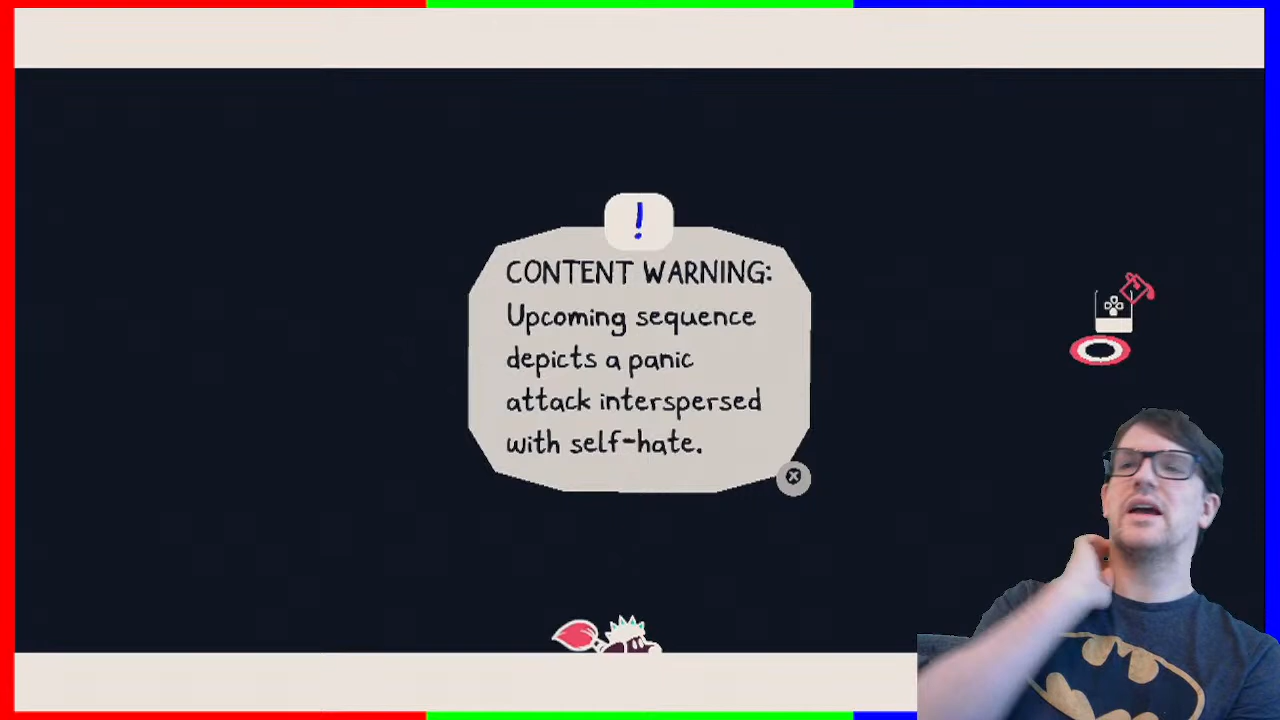 !
CONTENT WARNING:
Upcoming sequence
depicts a panic
attack interspersed
with self-hate.